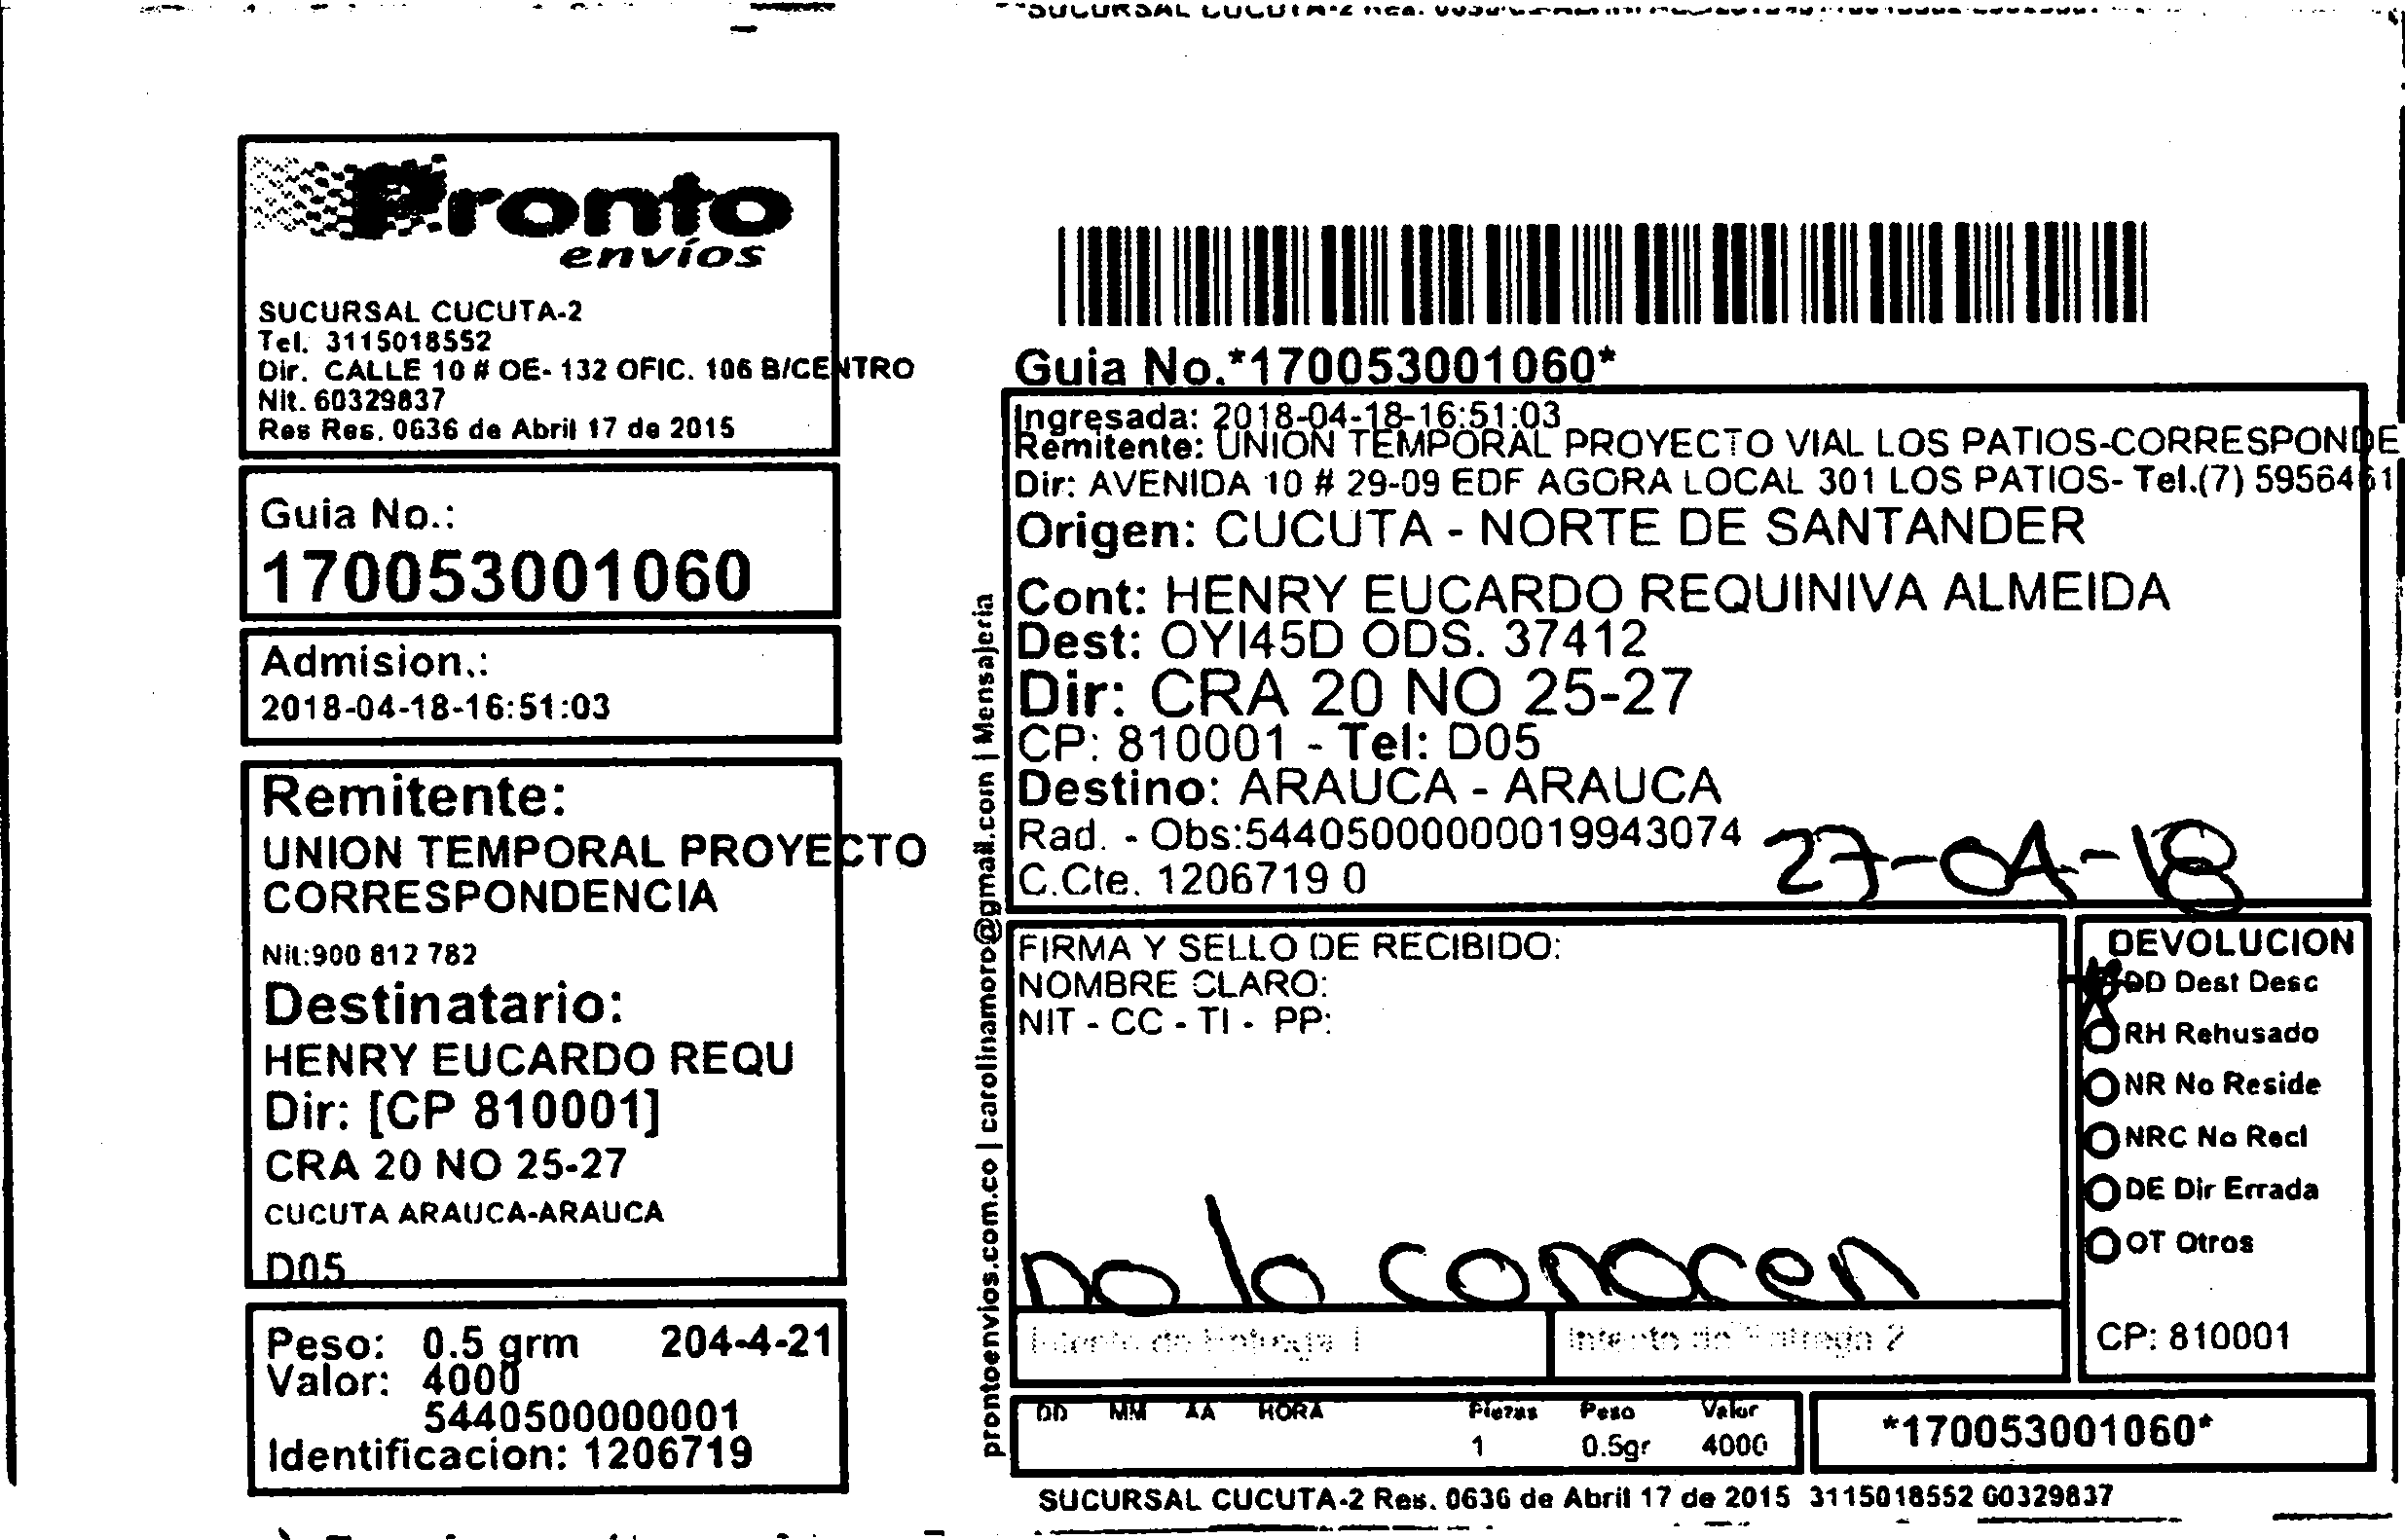 Pronto
envíos
SUCURSAL CUCUTA-2
Tel. 3115018552
Dir. CALLE 10 # OE- 132 OFIC. 106 B/CENTRO
Nit. 60329837
Res Res. 0636 de Abril 17 de 2015
Guia No.:
170053001060
Admision.:
2018-04-18-16:51:03
Remitente:
UNION TEMPORAL PROYECTO
CORRESPONDENCIA
Nit:900 812 782
Destinatario:
HENRY EUCARDO REQU
Dir: [CP 810001]
CRA 20 NO 25-27
CUCUTA ARAUCA-ARAUCA
D05
Peso: 0.5 grm 204-4-21
Valor: 4000
5440500000001
Identificacion: 1206719
prontoenvios.com.co | carolinamoro@gmail.com | Mensajeria
Guia No.*170053001060*
Ingresada: 2018-04-18-16:51:03
Remitente: UNION TEMPORAL PROYECTO VIAL LOS PATIOS-CORRESPONDE
Dir: AVENIDA 10 # 29-09 EDF AGORA LOCAL 301 LOS PATIOS- Tel.(7) 5956461
Origen: CUCUTA - NORTE DE SANTANDER
Cont: HENRY EUCARDO REQUINIVA ALMEIDA
Dest: OYI45D ODS. 37412
Dir: CRA 20 NO 25-27
CP: 810001 - Tel: D05
Destino: ARAUCA - ARAUCA
Rad. - Obs:544050000000019943074
C.Cte. 1206719 0
27-04-18
FIRMA Y SELLO DE RECIBIDO:
NOMBRE CLARO:
NIT - CC - TI - PP:
no lo conocen
Intento de Entrega 1
Intento de Entrega 2
DEVOLUCION
DD Dest Desc
RH Rehusado
NR No Reside
NRC No Recl
DE Dir Errada
OT Otros
CP: 810001
DD MM AA HORA Piezas Peso Valor
1 0.5gr 4000
*170053001060*
SUCURSAL CUCUTA-2 Res. 0636 de Abril 17 de 2015 3115018552 60329837